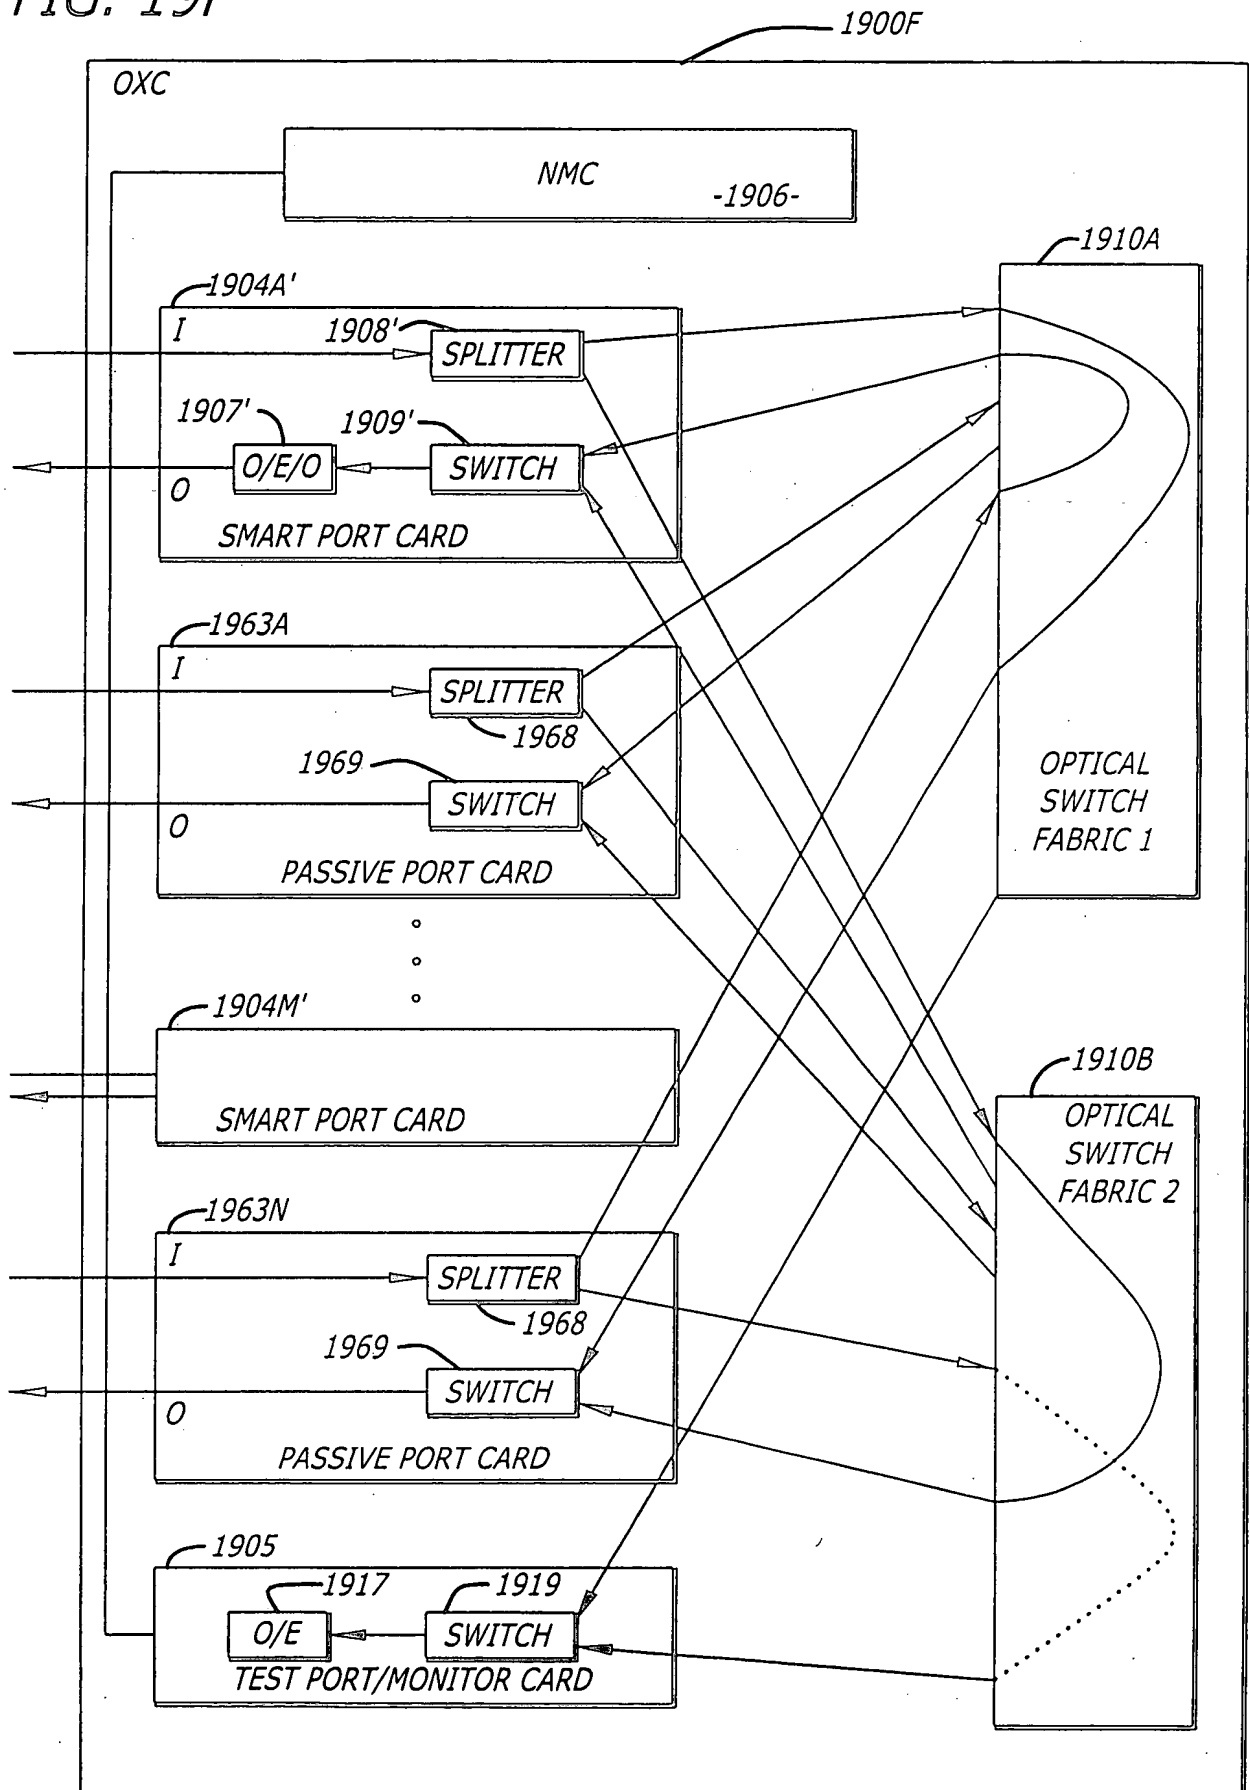 FIG. 19F
1900F
OXC
NMC
-1906-
1910A
1904A'
I
1908'
SPLITTER
1907'
1909'
O/E/O
SWITCH
O
SMART PORT CARD
1963A
I
SPLITTER
1968
1969
SWITCH
O
PASSIVE PORT CARD
OPTICAL
SWITCH
FABRIC 1
1904M'
SMART PORT CARD
1910B
OPTICAL
SWITCH
FABRIC 2
1963N
I
SPLITTER
1968
1969
SWITCH
O
PASSIVE PORT CARD
1905
1917
1919
O/E
SWITCH
TEST PORT/MONITOR CARD